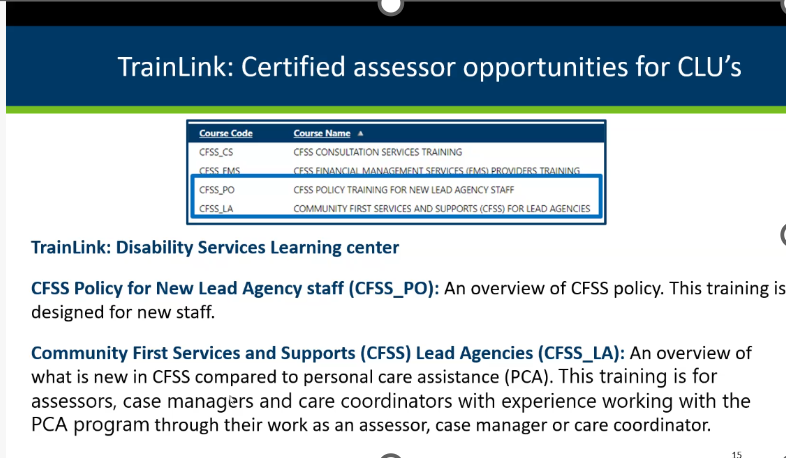 TrainLink: Certified assessor opportunities for CLU's
Course Code Course Name ▲
CFSS_CS CFSS CONSULTATION SERVICES TRAINING
CFSS_FMS CFSS FINANCIAL MANAGEMENT SERVICES (FMS) PROVIDERS TRAINING
CFSS_PO CFSS POLICY TRAINING FOR NEW LEAD AGENCY STAFF
CFSS_LA COMMUNITY FIRST SERVICES AND SUPPORTS (CFSS) FOR LEAD AGENCIES
TrainLink: Disability Services Learning center
CFSS Policy for New Lead Agency staff (CFSS_PO): An overview of CFSS policy. This training is
designed for new staff.
Community First Services and Supports (CFSS) Lead Agencies (CFSS_LA): An overview of
what is new in CFSS compared to personal care assistance (PCA). This training is for
assessors, case managers and care coordinators with experience working with the
PCA program through their work as an assessor, case manager or care coordinator.
15